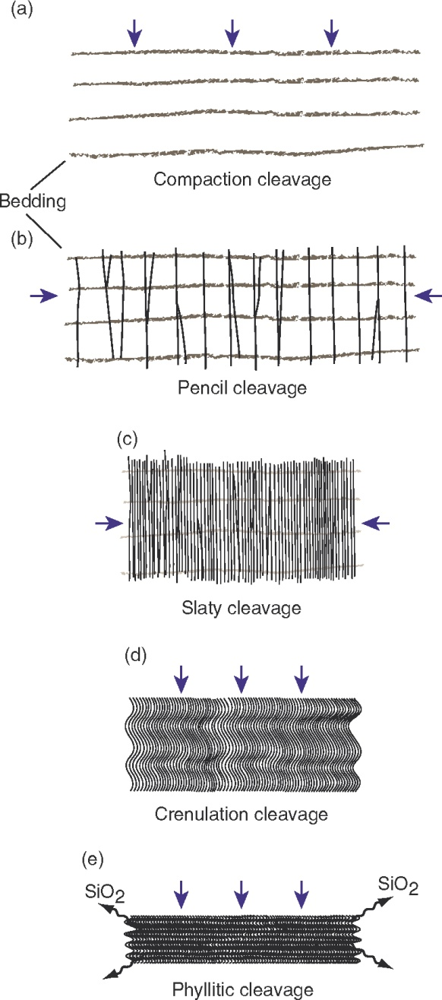 (a)
Compaction cleavage
Bedding
(b)
Pencil cleavage
(c)
Slaty cleavage
(d)
Crenulation cleavage
(e)
SiO2
SiO2
Phyllitic cleavage